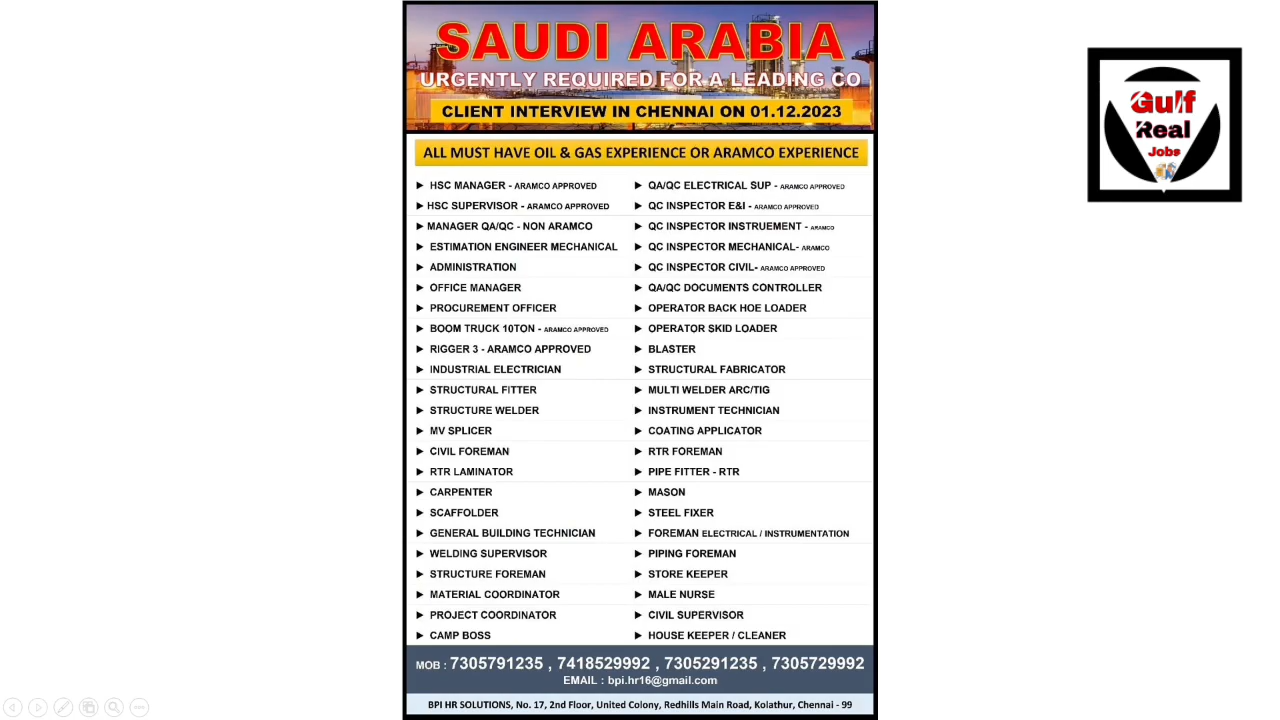 SAUDI ARABIA
URGENTLY REQUIRED FOR A LEADING CO
CLIENT INTERVIEW IN CHENNAI ON 01.12.2023
ALL MUST HAVE OIL & GAS EXPERIENCE OR ARAMCO EXPERIENCE
HSC MANAGER - ARAMCO APPROVED
HSC SUPERVISOR - ARAMCO APPROVED
MANAGER QA/QC - NON ARAMCO
ESTIMATION ENGINEER MECHANICAL
ADMINISTRATION
OFFICE MANAGER
PROCUREMENT OFFICER
BOOM TRUCK 10TON - ARAMCO APPROVED
RIGGER 3 - ARAMCO APPROVED
INDUSTRIAL ELECTRICIAN
STRUCTURAL FITTER
STRUCTURE WELDER
MV SPLICER
CIVIL FOREMAN
RTR LAMINATOR
CARPENTER
SCAFFOLDER
GENERAL BUILDING TECHNICIAN
WELDING SUPERVISOR
STRUCTURE FOREMAN
MATERIAL COORDINATOR
PROJECT COORDINATOR
CAMP BOSS
QA/QC ELECTRICAL SUP - ARAMCO APPROVED
QC INSPECTOR E&I - ARAMCO APPROVED
QC INSPECTOR INSTRUEMENT - ARAMCO
QC INSPECTOR MECHANICAL- ARAMCO
QC INSPECTOR CIVIL- ARAMCO APPROVED
QA/QC DOCUMENTS CONTROLLER
OPERATOR BACK HOE LOADER
OPERATOR SKID LOADER
BLASTER
STRUCTURAL FABRICATOR
MULTI WELDER ARC/TIG
INSTRUMENT TECHNICIAN
COATING APPLICATOR
RTR FOREMAN
PIPE FITTER - RTR
MASON
STEEL FIXER
FOREMAN ELECTRICAL / INSTRUMENTATION
PIPING FOREMAN
STORE KEEPER
MALE NURSE
CIVIL SUPERVISOR
HOUSE KEEPER / CLEANER
MOB : 7305791235 , 7418529992 , 7305291235 , 7305729992
EMAIL : bpi.hr16@gmail.com
BPI HR SOLUTIONS, No. 17, 2nd Floor, United Colony, Redhills Main Road, Kolathur, Chennai - 99
Gulf
Real
Jobs